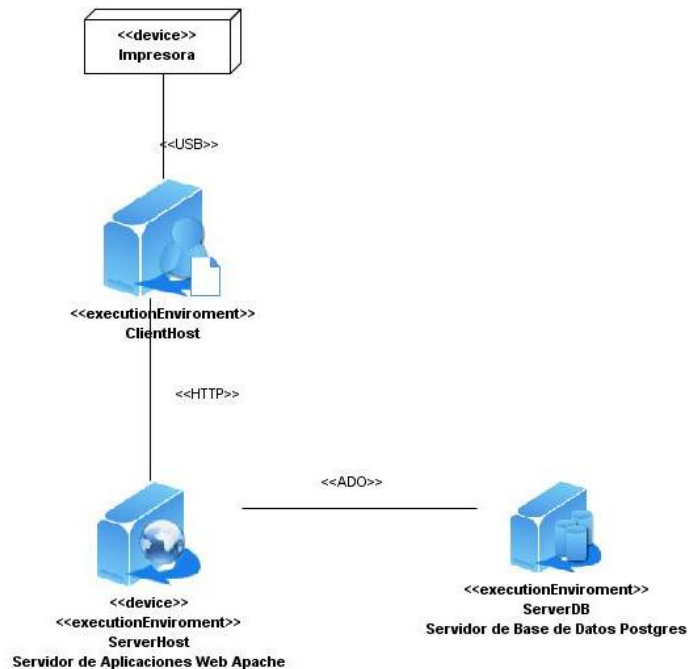 <<device>>
Impresora
<<USB>>
<<executionEnviroment>>
ClientHost
<<HTTP>>
<<ADO>>
<<device>>
<<executionEnviroment>>
ServerHost
Servidor de Aplicaciones Web Apache
<<executionEnviroment>>
ServerDB
Servidor de Base de Datos Postgres